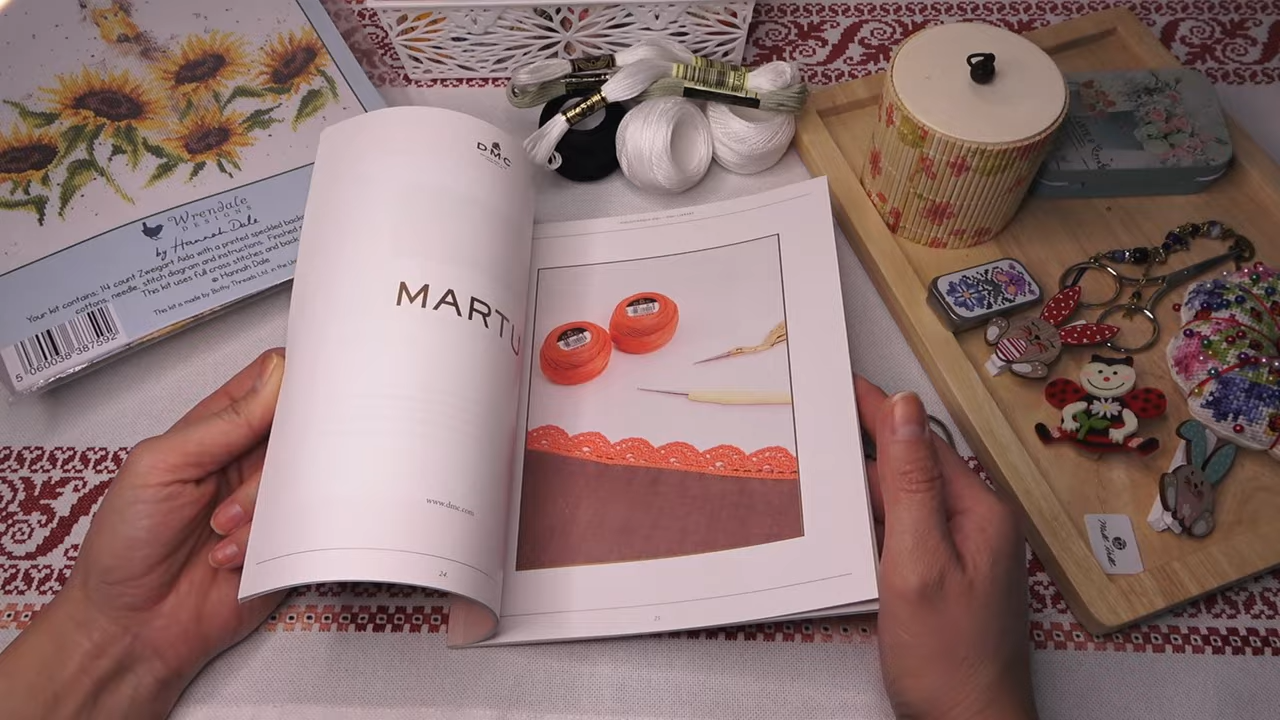 Wrendale
DESIGNS
by Hannah Dale
Your kit contains: 14 count Zweigart Aida with a printed speckled
cottons, needle, stitch diagram and instructions. Finished
This kit uses full cross stitches and back
© Hannah Dale
This kit is made by Bothy Threads Ltd. in the
5 060038 387592
DMC
MARTU
www.dmc.com
24
25